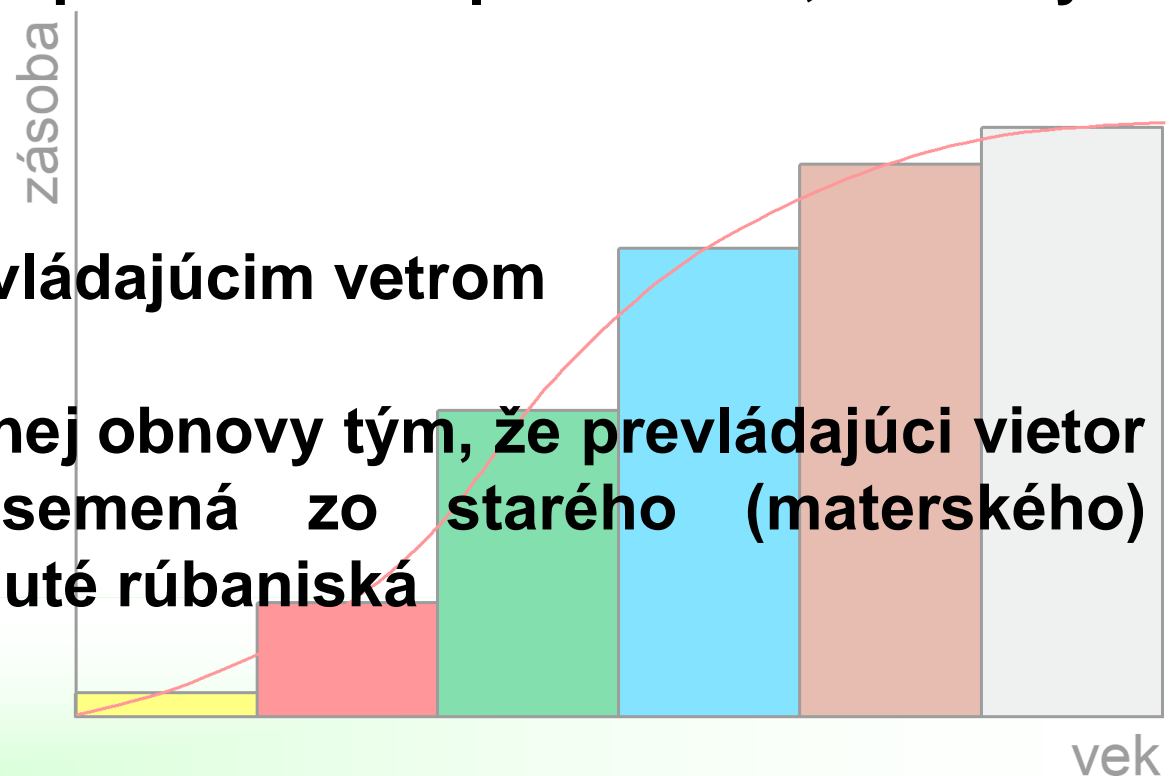 zásoba
vládajúcim vetrom
nej obnovy tým, že prevládajúci vietor
semená zo starého (materského)
uté rúbaniská
vek